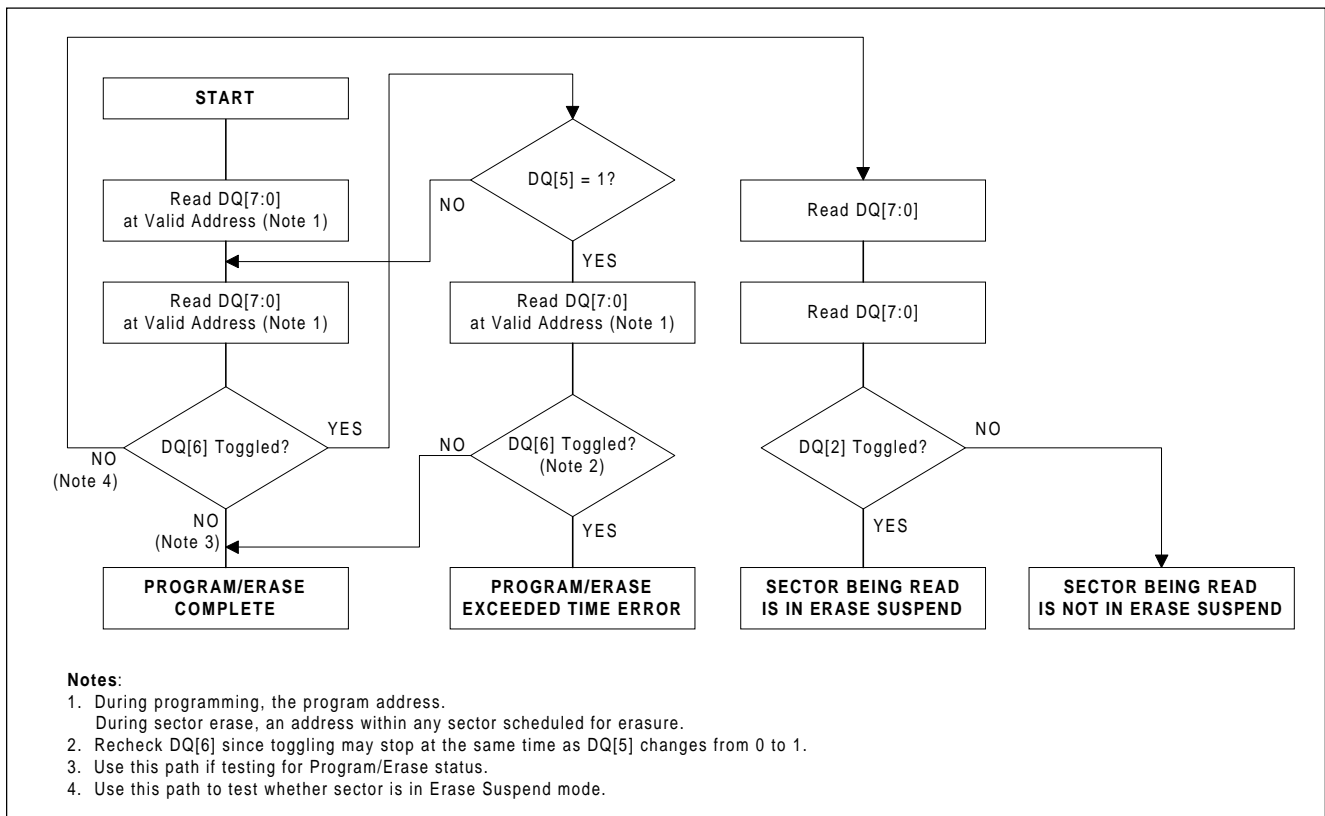 START
Read DQ[7:0]
at Valid Address (Note 1)
Read DQ[7:0]
at Valid Address (Note 1)
DQ[6] Toggled?
YES
NO
(Note 4)
NO
(Note 3)
PROGRAM/ERASE
COMPLETE
DQ[5] = 1?
NO
YES
Read DQ[7:0]
at Valid Address (Note 1)
DQ[6] Toggled?
(Note 2)
NO
YES
PROGRAM/ERASE
EXCEEDED TIME ERROR
Read DQ[7:0]
Read DQ[7:0]
DQ[2] Toggled?
NO
YES
SECTOR BEING READ
IS IN ERASE SUSPEND
SECTOR BEING READ
IS NOT IN ERASE SUSPEND
Notes:
1. During programming, the program address.
During sector erase, an address within any sector scheduled for erasure.
2. Recheck DQ[6] since toggling may stop at the same time as DQ[5] changes from 0 to 1.
3. Use this path if testing for Program/Erase status.
4. Use this path to test whether sector is in Erase Suspend mode.